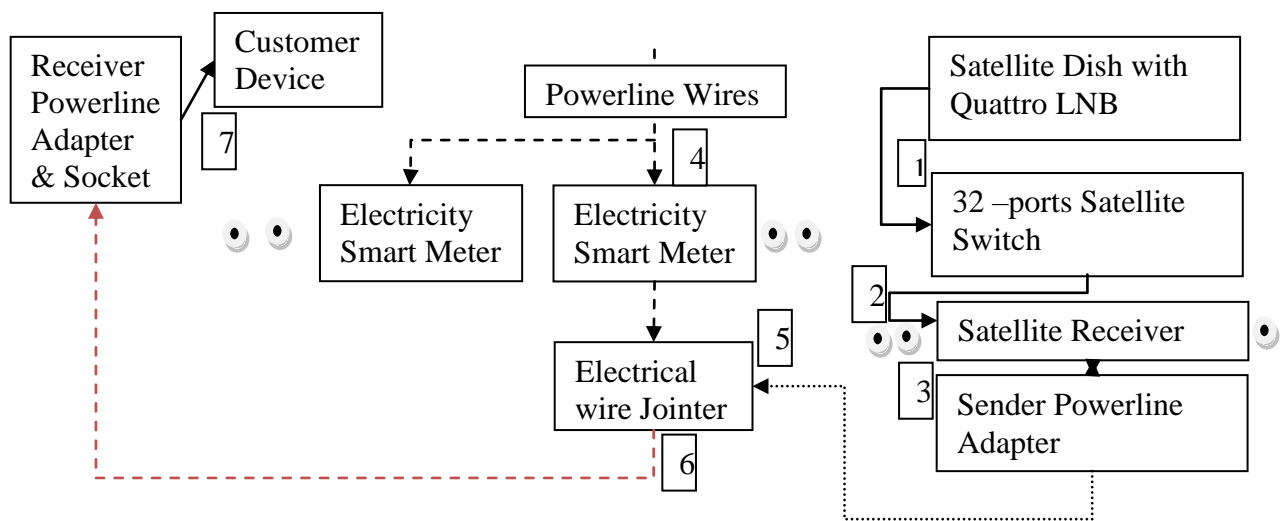 Receiver
Powerline
Adapter
& Socket
Customer
Device
7
Powerline Wires
4
Electricity
Smart Meter
Electricity
Smart Meter
5
Electrical
wire Jointer
6
Satellite Dish with
Quattro LNB
1
32 –ports Satellite
Switch
2
Satellite Receiver
3
Sender Powerline
Adapter